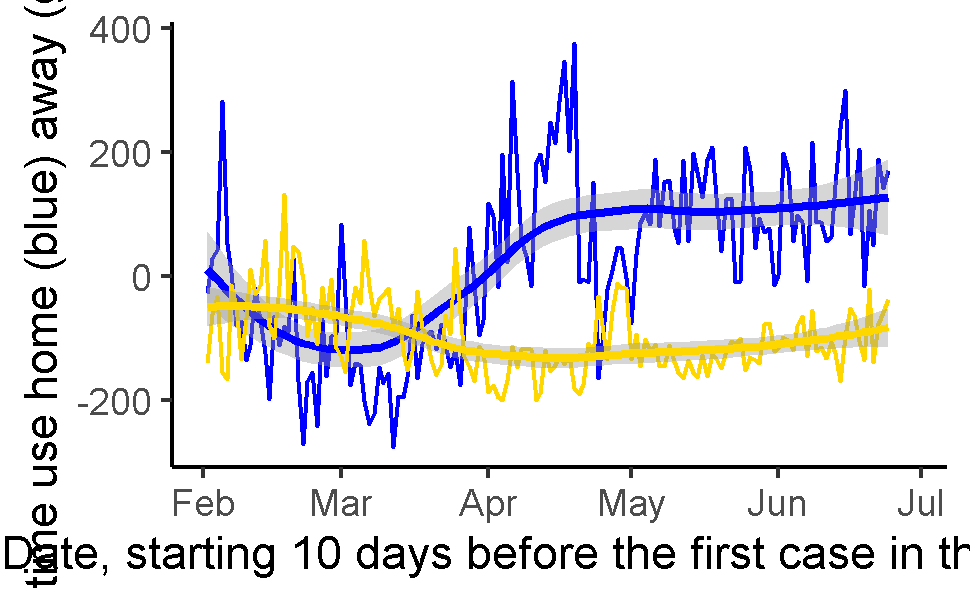 time use home (blue) away (
400
200
0
-200
Feb Mar Apr May Jun Jul
Date, starting 10 days before the first case in th